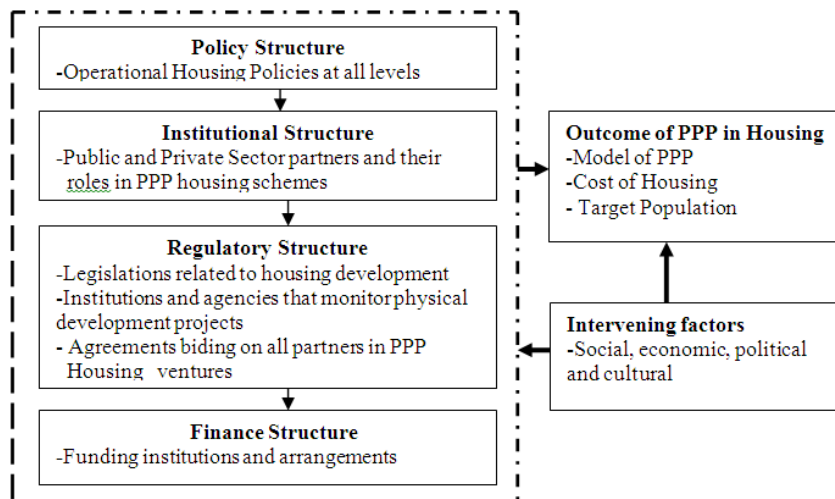 Policy Structure
-Operational Housing Policies at all levels
Institutional Structure
-Public and Private Sector partners and their
roles in PPP housing schemes
Regulatory Structure
-Legislations related to housing development
-Institutions and agencies that monitor physical
development projects
- Agreements biding on all partners in PPP
Housing ventures
Finance Structure
-Funding institutions and arrangements
Outcome of PPP in Housing
-Model of PPP
-Cost of Housing
- Target Population
Intervening factors
-Social, economic, political
and cultural